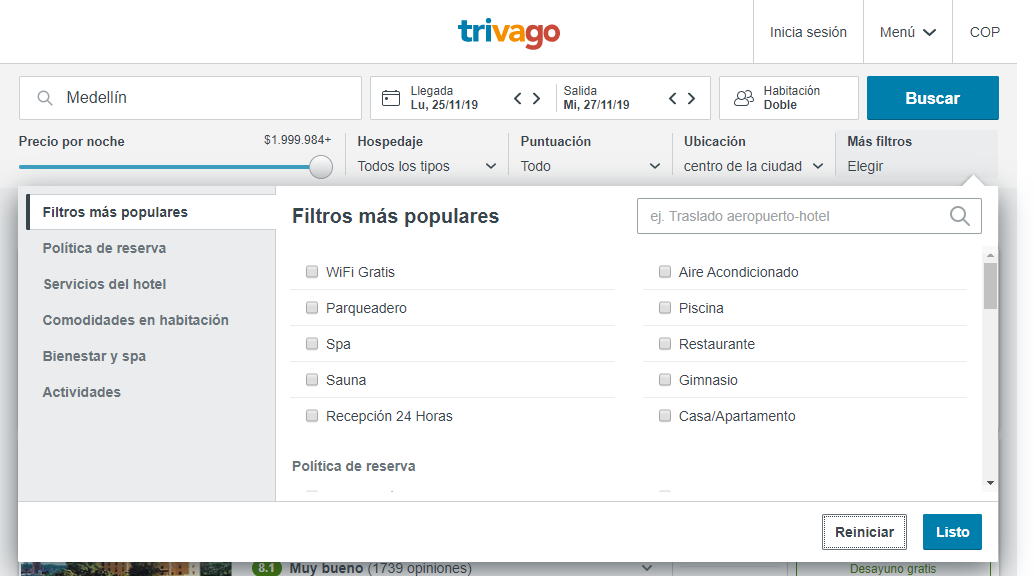 trivago
Inicia sesión
Menú
COP
Medellín
Llegada
Lu, 25/11/19
Salida
Mi, 27/11/19
Habitación
Doble
Buscar
Precio por noche
$1.999.984+
Hospedaje
Todos los tipos
Puntuación
Todo
Ubicación
centro de la ciudad
Más filtros
Elegir
Filtros más populares
Política de reserva
Servicios del hotel
Comodidades en habitación
Bienestar y spa
Actividades
Filtros más populares
ej. Traslado aeropuerto-hotel
WiFi Gratis
Aire Acondicionado
Parqueadero
Piscina
Spa
Restaurante
Sauna
Gimnasio
Recepción 24 Horas
Casa/Apartamento
Política de reserva
Reiniciar
Listo
8.1 Muy bueno (1739 opiniones)
Desayuno gratis